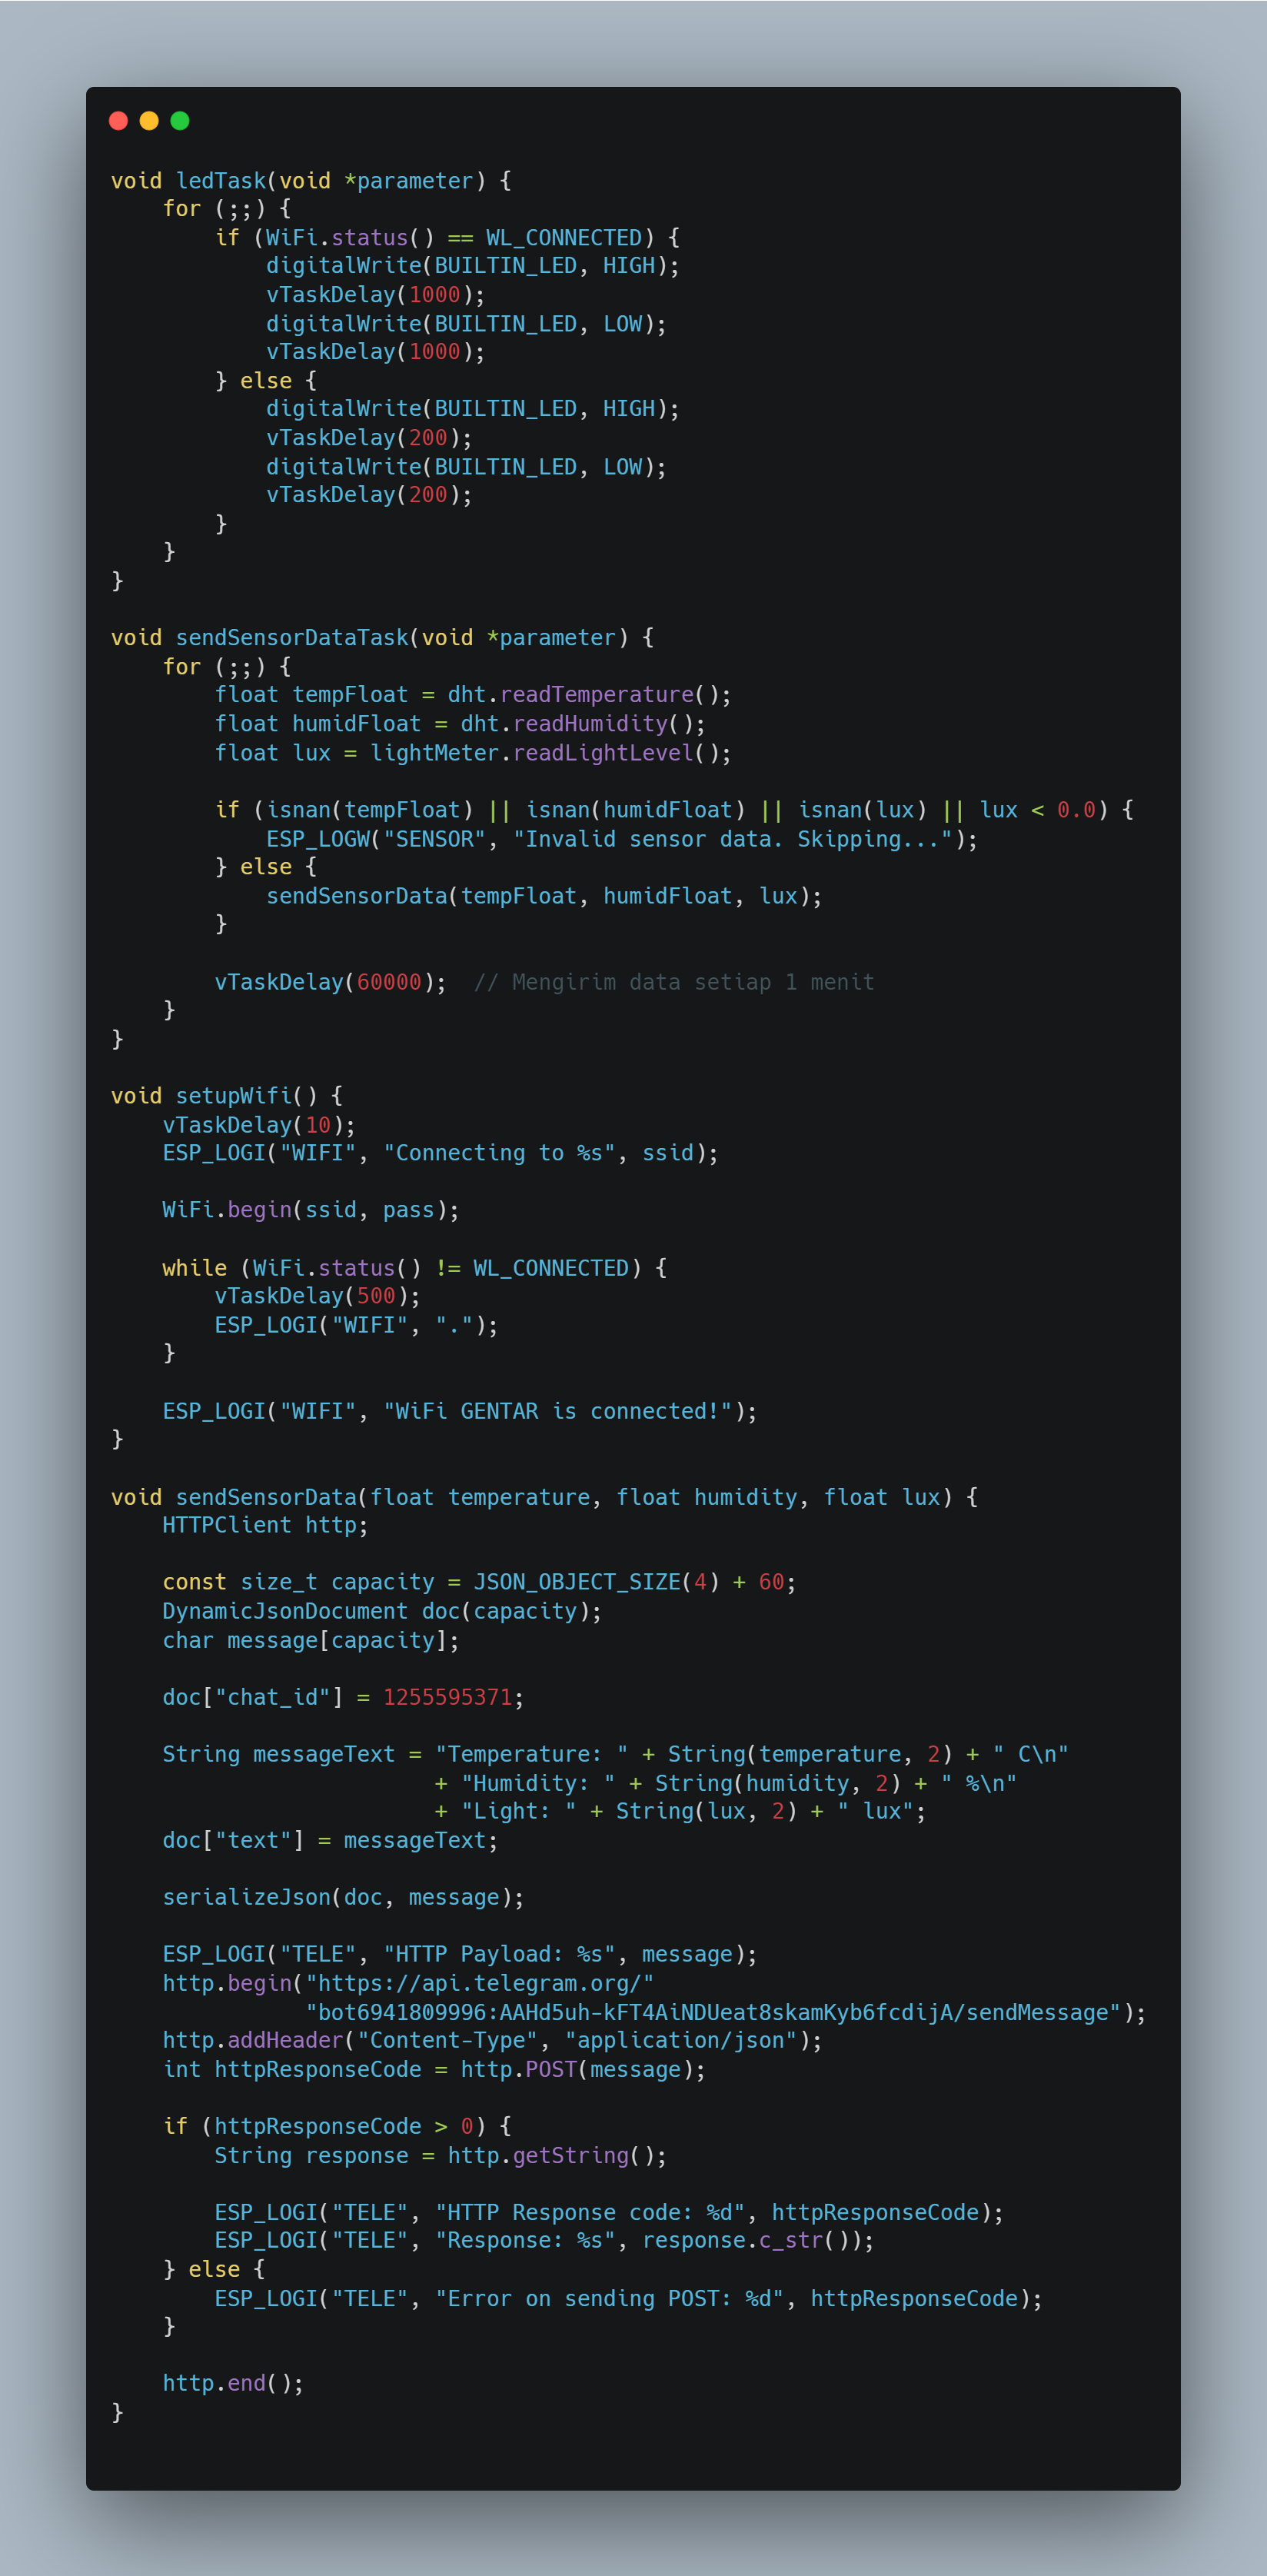 void ledTask(void *parameter) {
    for (;;) {
        if (WiFi.status() == WL_CONNECTED) {
            digitalWrite(BUILTIN_LED, HIGH);
            vTaskDelay(1000);
            digitalWrite(BUILTIN_LED, LOW);
            vTaskDelay(1000);
        } else {
            digitalWrite(BUILTIN_LED, HIGH);
            vTaskDelay(200);
            digitalWrite(BUILTIN_LED, LOW);
            vTaskDelay(200);
        }
    }
}

void sendSensorDataTask(void *parameter) {
    for (;;) {
        float tempFloat = dht.readTemperature();
        float humidFloat = dht.readHumidity();
        float lux = lightMeter.readLightLevel();

        if (isnan(tempFloat) || isnan(humidFloat) || isnan(lux) || lux < 0.0) {
            ESP_LOGW("SENSOR", "Invalid sensor data. Skipping...");
        } else {
            sendSensorData(tempFloat, humidFloat, lux);
        }

        vTaskDelay(60000);  // Mengirim data setiap 1 menit
    }
}

void setupWifi() {
    vTaskDelay(10);
    ESP_LOGI("WIFI", "Connecting to %s", ssid);

    WiFi.begin(ssid, pass);

    while (WiFi.status() != WL_CONNECTED) {
        vTaskDelay(500);
        ESP_LOGI("WIFI", ".");
    }

    ESP_LOGI("WIFI", "WiFi GENTAR is connected!");
}

void sendSensorData(float temperature, float humidity, float lux) {
    HTTPClient http;

    const size_t capacity = JSON_OBJECT_SIZE(4) + 60;
    DynamicJsonDocument doc(capacity);
    char message[capacity];

    doc["chat_id"] = 1255595371;

    String messageText = "Temperature: " + String(temperature, 2) + " C\n"
                         + "Humidity: " + String(humidity, 2) + " %\n"
                         + "Light: " + String(lux, 2) + " lux";
    doc["text"] = messageText;

    serializeJson(doc, message);

    ESP_LOGI("TELE", "HTTP Payload: %s", message);
    http.begin("https://api.telegram.org/"
               "bot6941809996:AAHd5uh-kFT4AiNDUeat8skamKyb6fcdijA/sendMessage");
    http.addHeader("Content-Type", "application/json");
    int httpResponseCode = http.POST(message);

    if (httpResponseCode > 0) {
        String response = http.getString();

        ESP_LOGI("TELE", "HTTP Response code: %d", httpResponseCode);
        ESP_LOGI("TELE", "Response: %s", response.c_str());
    } else {
        ESP_LOGI("TELE", "Error on sending POST: %d", httpResponseCode);
    }

    http.end();
}